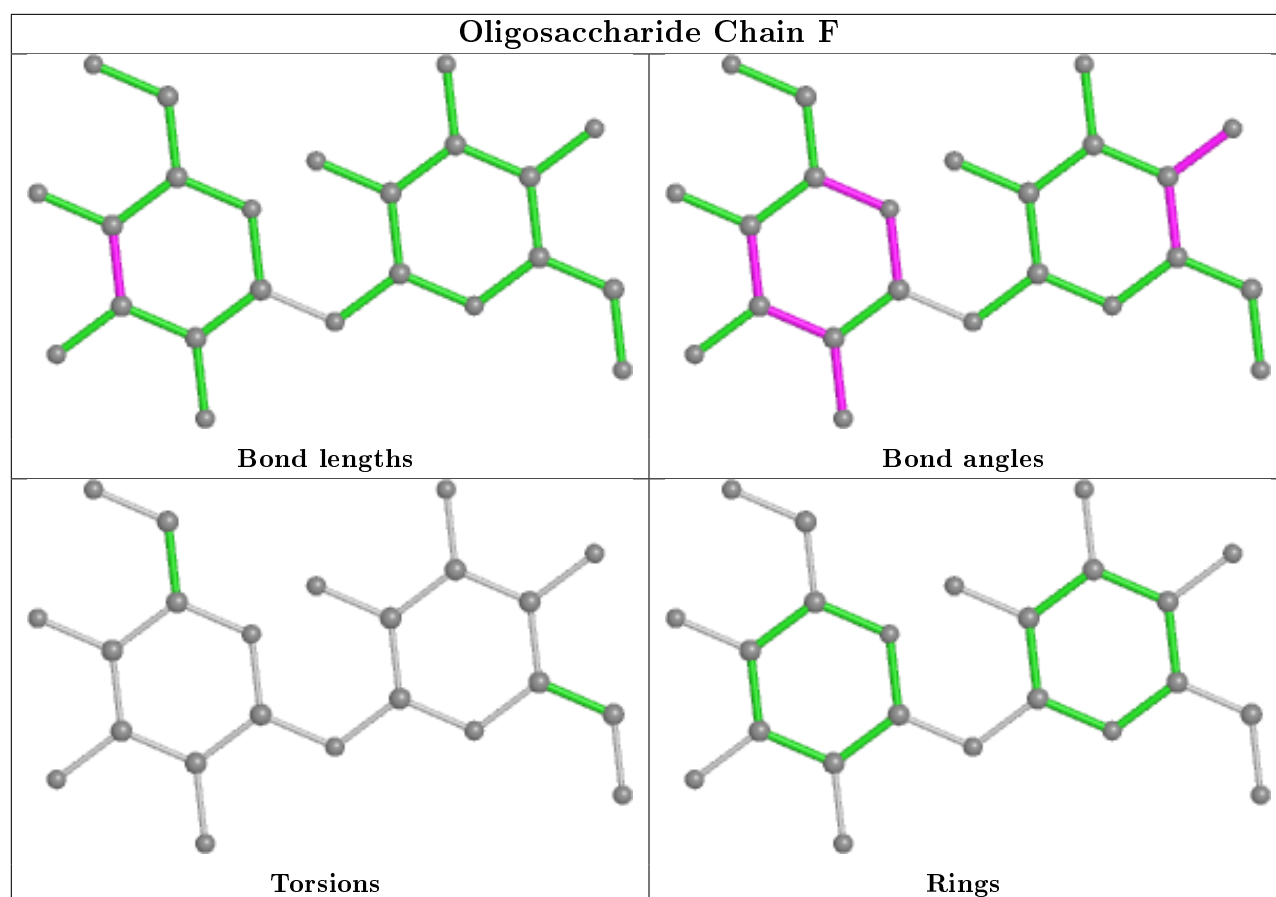 Oligosaccharide Chain F
Bond lengths
Bond angles
Torsions
Rings